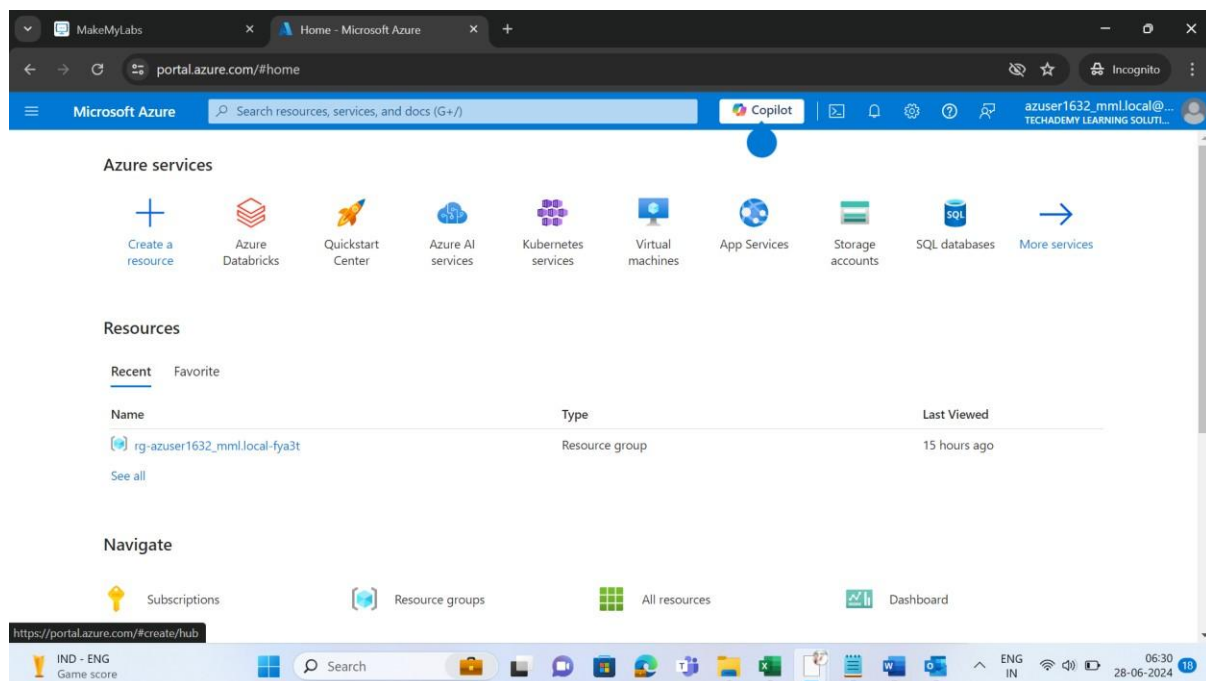 MakeMyLabs
Home - Microsoft Azure
portal.azure.com/#home
Incognito
Microsoft Azure
Search resources, services, and docs (G+/)
Copilot
azuser1632_mml.local@...
TECHADEMY LEARNING SOLUTI...
Azure services
Create a
resource
Azure
Databricks
Quickstart
Center
Azure AI
services
Kubernetes
services
Virtual
machines
App Services
Storage
accounts
SQL
SQL databases
More services
Resources
Recent Favorite
Name Type Last Viewed
rg-azuser1632_mml.local-fya3t Resource group 15 hours ago
See all
Navigate
Subscriptions Resource groups All resources Dashboard
https://portal.azure.com/#create/hub
IND - ENG
Game score
Search
ENG
IN
06:30
28-06-2024
18